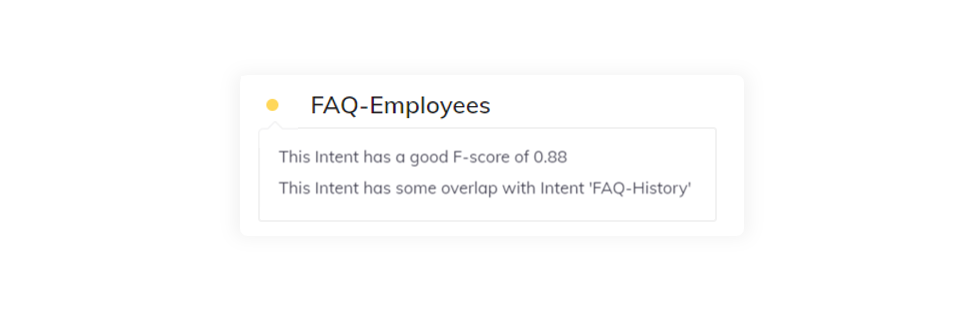 FAQ-Employees
This Intent has a good F-score of 0.88
This Intent has some overlap with Intent 'FAQ-History'